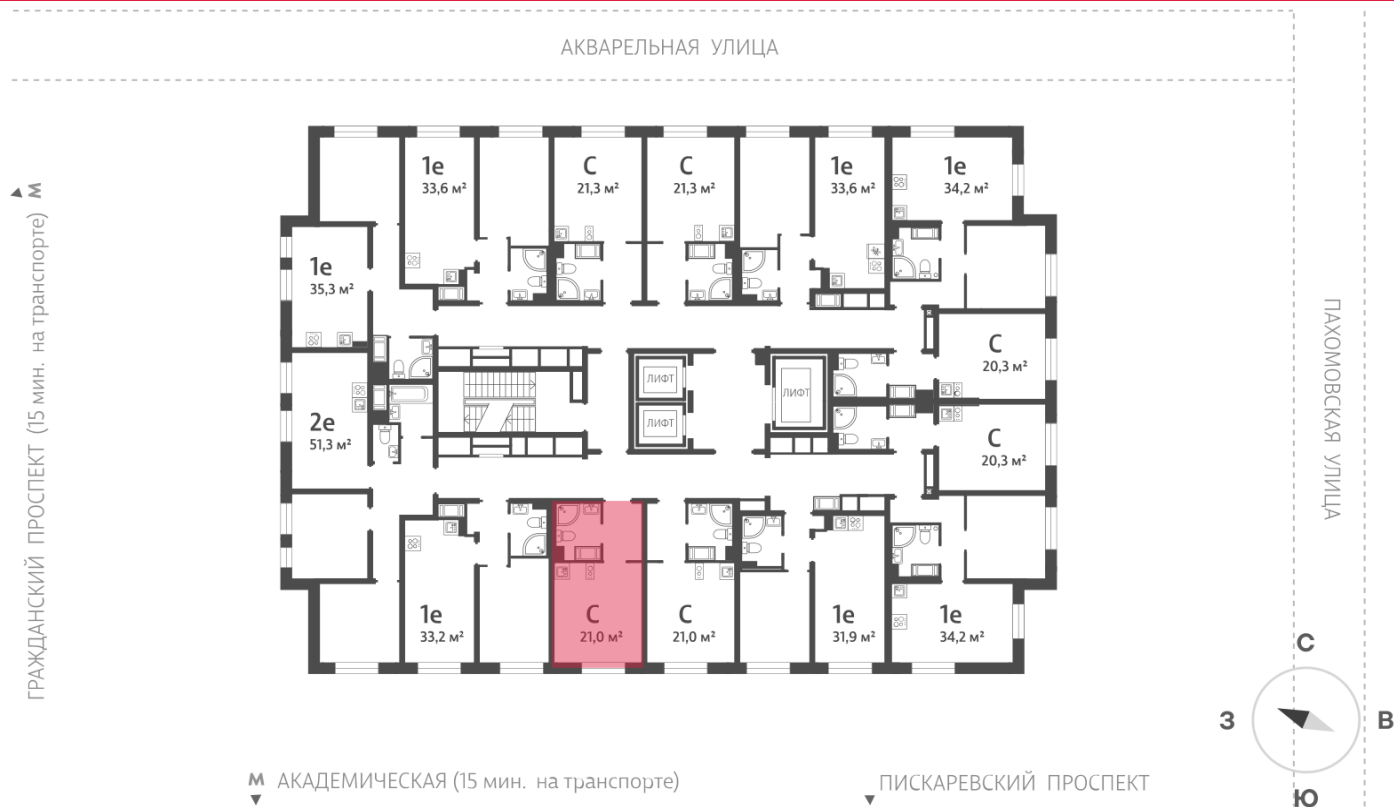 АКВАРЕЛЬНАЯ УЛИЦА
М
ГРАЖДАНСКИЙ ПРОСПЕКТ (15 мин. на транспорте)
1е
33,6 м²
С
21,3 м²
С
21,3 м²
1е
33,6 м²
1е
34,2 м²
1е
35,3 м²
С
20,3 м²
ЛИФТ
ЛИФТ
ЛИФТ
2е
51,3 м²
С
20,3 м²
1е
33,2 м²
С
21,0 м²
С
21,0 м²
1е
31,9 м²
1е
34,2 м²
ПАХОМОВСКАЯ УЛИЦА
С
З
В
Ю
М АКАДЕМИЧЕСКАЯ (15 мин. на транспорте)
ПИСКАРЕВСКИЙ ПРОСПЕКТ